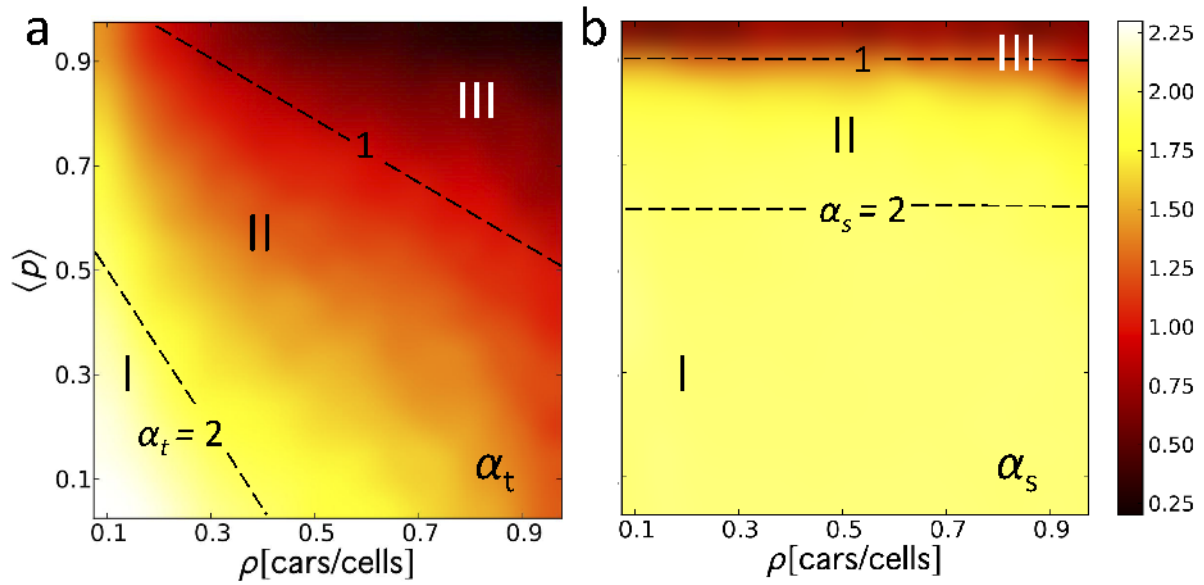 a
0.9
0.7
0.5
0.3
0.1
⟨p⟩
III
1
II
I
αt = 2
αt
0.1 0.3 0.5 0.7 0.9
ρ[cars/cells]
b
1
III
II
αs = 2
I
αs
0.1 0.3 0.5 0.7 0.9
ρ[cars/cells]
2.25
2.00
1.75
1.50
1.25
1.00
0.75
0.50
0.25